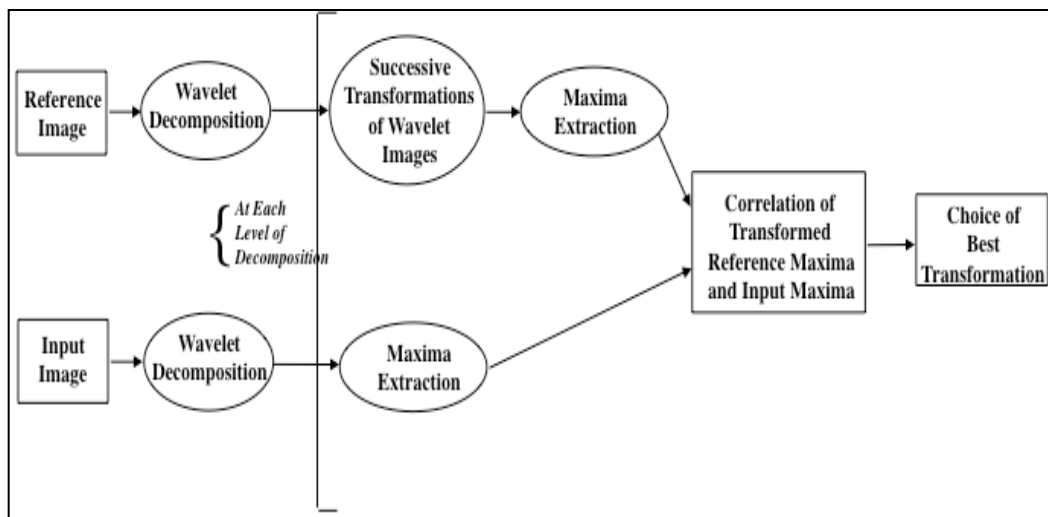 Reference
Image
Wavelet
Decomposition
Successive
Transformations
of Wavelet
Images
Maxima
Extraction
At Each
Level of
Decomposition
Correlation of
Transformed
Reference Maxima
and Input Maxima
Choice of
Best
Transformation
Input
Image
Wavelet
Decomposition
Maxima
Extraction